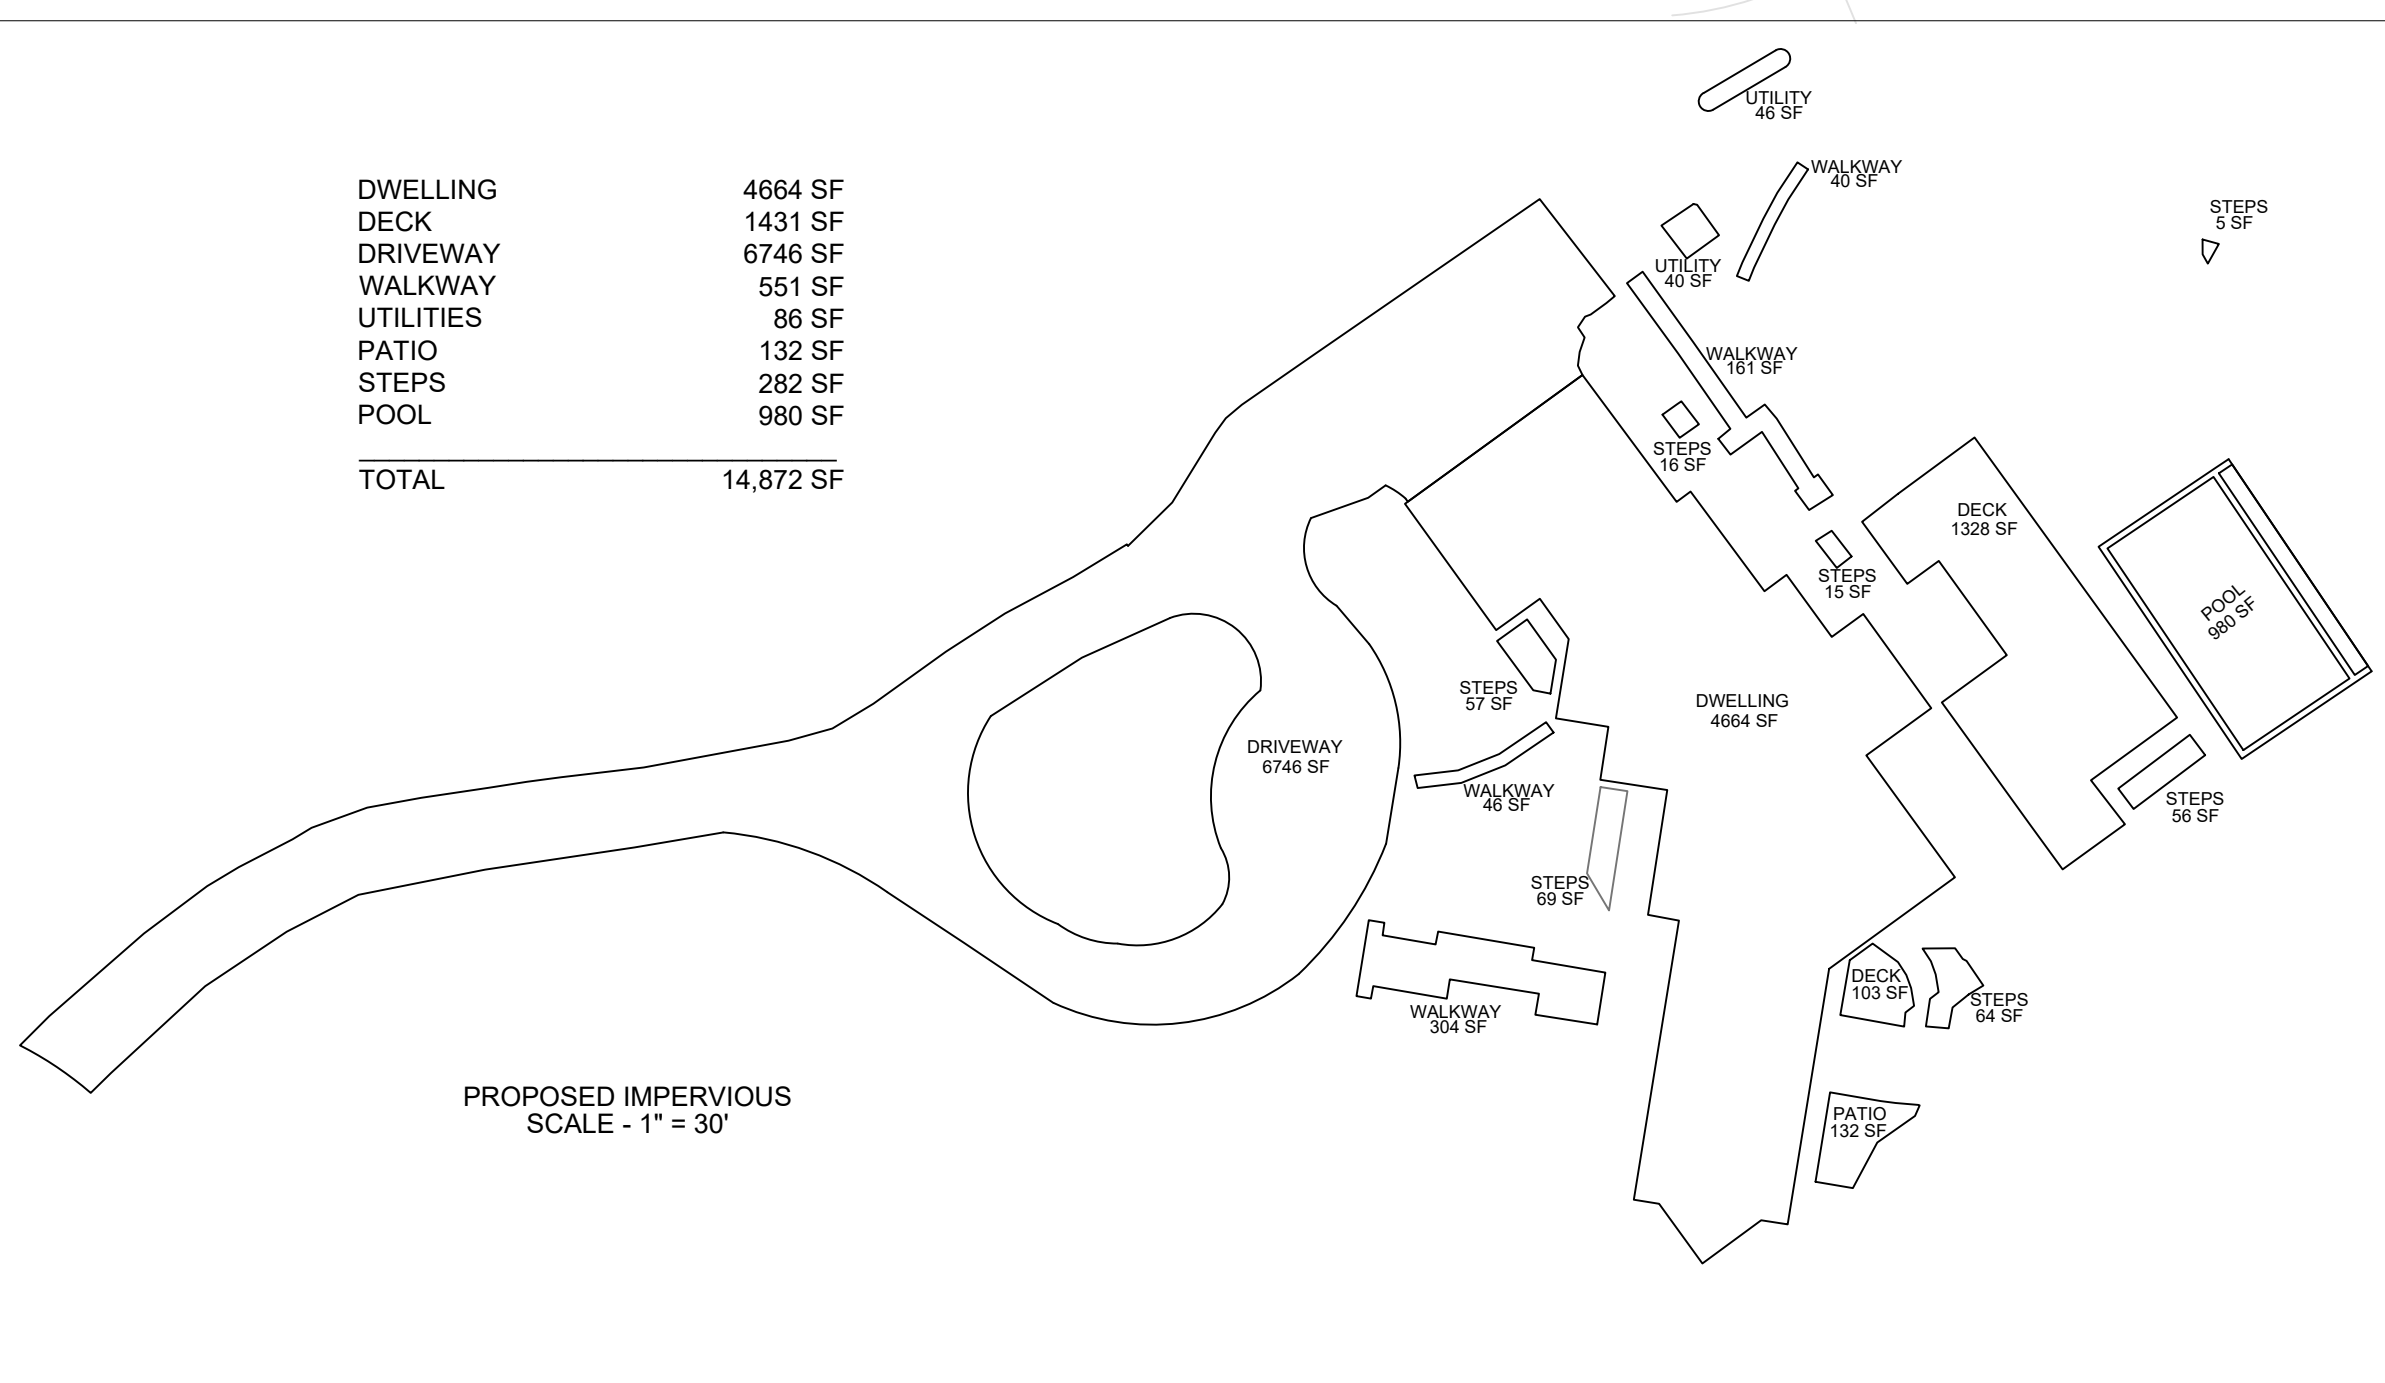 UTILITY
46 SF
WALKWAY
40 SF
DWELLING 4664 SF
DECK 1431 SF
DRIVEWAY 6746 SF
WALKWAY 551 SF
UTILITIES 86 SF
PATIO 132 SF
STEPS 282 SF
POOL 980 SF
TOTAL 14,872 SF
STEPS
5 SF
UTILITY
40 SF
WALKWAY
161 SF
STEPS
16 SF
DECK
1328 SF
STEPS
15 SF
POOL
980 SF
STEPS
57 SF
DWELLING
4664 SF
DRIVEWAY
6746 SF
WALKWAY
46 SF
STEPS
56 SF
STEPS
69 SF
DECK
103 SF
STEPS
64 SF
WALKWAY
304 SF
PATIO
132 SF
PROPOSED IMPERVIOUS
SCALE - 1" = 30'